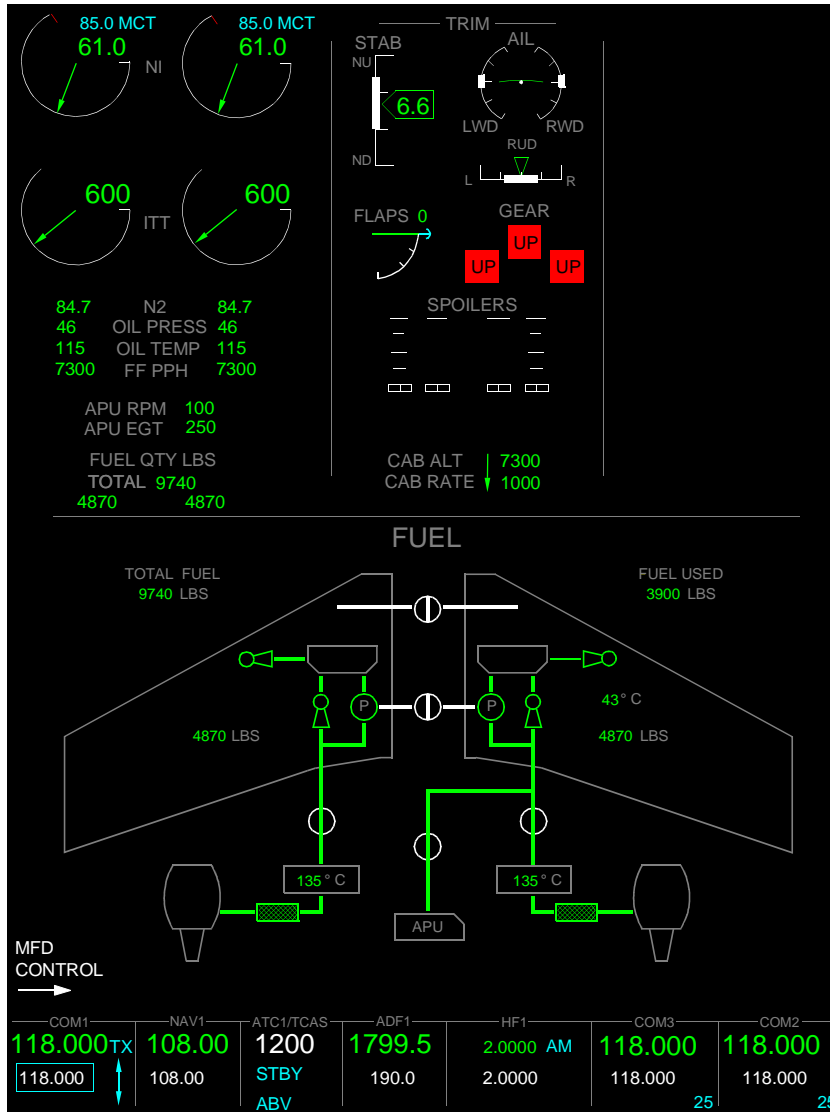 85.0 MCT 85.0 MCT
61.0 NI 61.0
600 ITT 600
84.7 N2 84.7
46 OIL PRESS 46
115 OIL TEMP 115
7300 FF PPH 7300
APU RPM 100
APU EGT 250
FUEL QTY LBS
TOTAL 9740
4870 4870
TRIM
STAB AIL
NU
6.6
ND
LWD RWD
RUD
L R
FLAPS 0
GEAR
UP UP UP
SPOILERS
CAB ALT 7300
CAB RATE 1000
FUEL
TOTAL FUEL
9740 LBS
FUEL USED
3900 LBS
43° C
P P
4870 LBS 4870 LBS
135° C 135° C
APU
MFD
CONTROL
COM1 NAV1 ATC1/TCAS ADF1 HF1 COM3 COM2
118.000 TX 108.00 1200 1799.5 2.0000 AM 118.000 118.000
118.000 108.00 STBY 190.0 2.0000 118.000 118.000
ABV 25 25